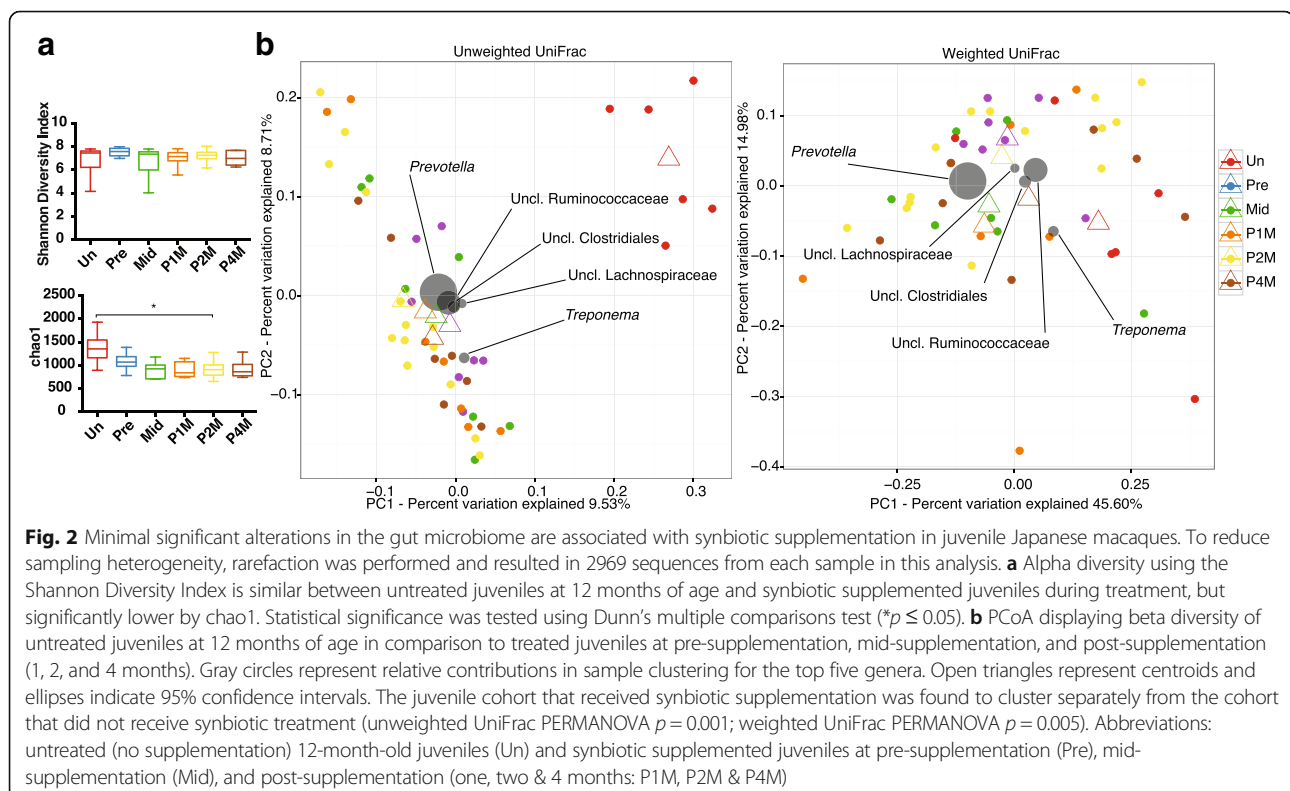 a
Shannon Diversity Index
10
8
6
4
2
0
Un Pre Mid P1M P2M P4M
chao1
2500
2000
1500
1000
500
0
*
Un Pre Mid P1M P2M P4M
b
Unweighted UniFrac
PC2 - Percent variation explained 8.71%
0.2
0.1
0.0
−0.1
Prevotella
Uncl. Ruminococcaceae
Uncl. Clostridiales
Uncl. Lachnospiraceae
Treponema
−0.1 0.0 0.1 0.2 0.3
PC1 - Percent variation explained 9.53%
Weighted UniFrac
PC2 - Percent variation explained 14.98%
0.1
0.0
−0.1
−0.2
−0.3
−0.4
Prevotella
Uncl. Lachnospiraceae
Uncl. Clostridiales
Uncl. Ruminococcaceae
Treponema
−0.25 0.00 0.25
PC1 - Percent variation explained 45.60%
Un
Pre
Mid
P1M
P2M
P4M
Fig. 2 Minimal significant alterations in the gut microbiome are associated with synbiotic supplementation in juvenile Japanese macaques. To reduce
sampling heterogeneity, rarefaction was performed and resulted in 2969 sequences from each sample in this analysis. a Alpha diversity using the
Shannon Diversity Index is similar between untreated juveniles at 12 months of age and synbiotic supplemented juveniles during treatment, but
significantly lower by chao1. Statistical significance was tested using Dunn's multiple comparisons test (*p ≤ 0.05). b PCoA displaying beta diversity of
untreated juveniles at 12 months of age in comparison to treated juveniles at pre-supplementation, mid-supplementation, and post-supplementation
(1, 2, and 4 months). Gray circles represent relative contributions in sample clustering for the top five genera. Open triangles represent centroids and
ellipses indicate 95% confidence intervals. The juvenile cohort that received synbiotic supplementation was found to cluster separately from the cohort
that did not receive synbiotic treatment (unweighted UniFrac PERMANOVA p = 0.001; weighted UniFrac PERMANOVA p = 0.005). Abbreviations:
untreated (no supplementation) 12-month-old juveniles (Un) and synbiotic supplemented juveniles at pre-supplementation (Pre), mid-
supplementation (Mid), and post-supplementation (one, two & 4 months: P1M, P2M & P4M)